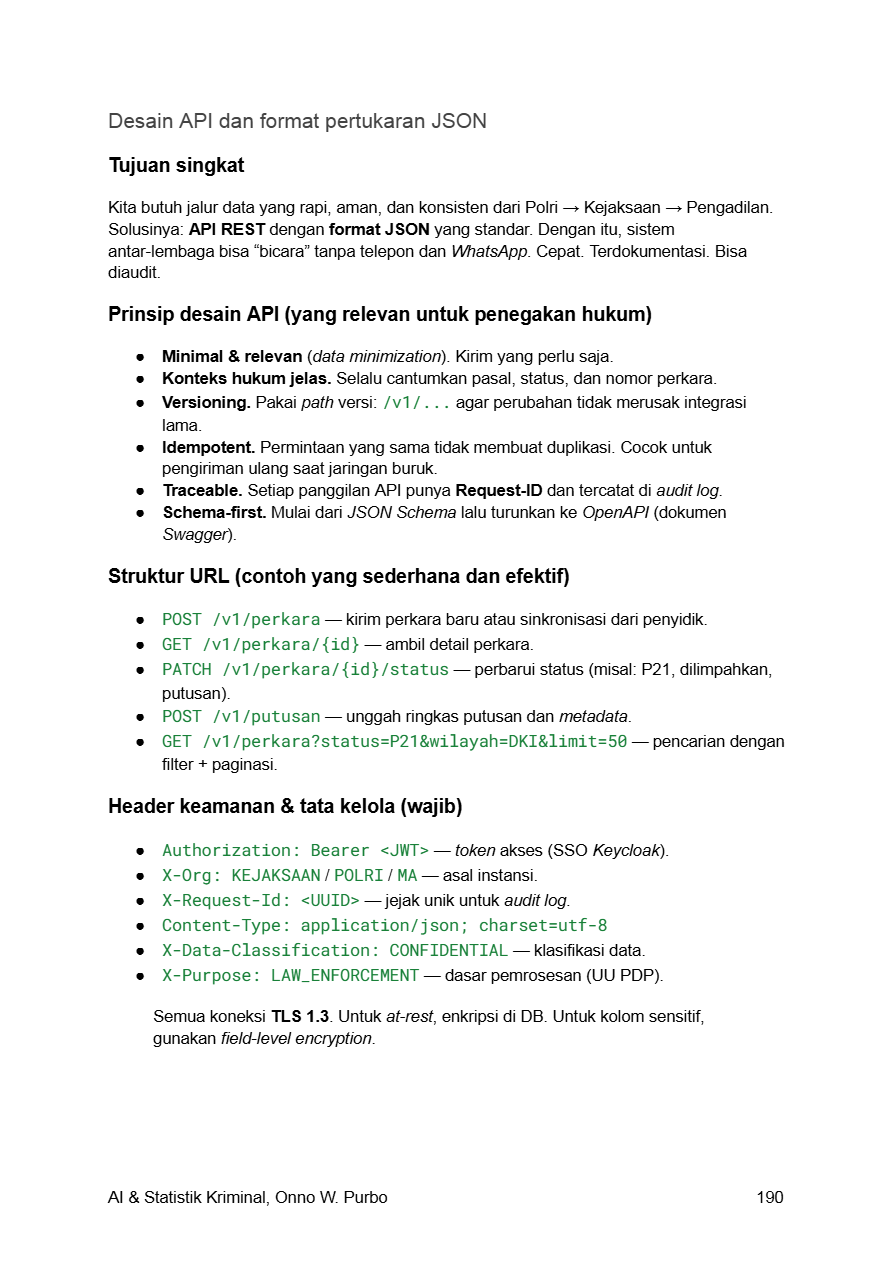 Desain API dan format pertukaran JSON
Tujuan singkat
Kita butuh jalur data yang rapi, aman, dan konsisten dari Polri → Kejaksaan → Pengadilan.
Solusinya: API REST dengan format JSON yang standar. Dengan itu, sistem
antar-lembaga bisa “bicara” tanpa telepon dan WhatsApp. Cepat. Terdokumentasi. Bisa
diaudit.
Prinsip desain API (yang relevan untuk penegakan hukum)
● Minimal & relevan (data minimization). Kirim yang perlu saja.
● Konteks hukum jelas. Selalu cantumkan pasal, status, dan nomor perkara.
● Versioning. Pakai path versi: /v1/... agar perubahan tidak merusak integrasi
lama.
● Idempotent. Permintaan yang sama tidak membuat duplikasi. Cocok untuk
pengiriman ulang saat jaringan buruk.
● Traceable. Setiap panggilan API punya Request-ID dan tercatat di audit log.
● Schema-first. Mulai dari JSON Schema lalu turunkan ke OpenAPI (dokumen
Swagger).
Struktur URL (contoh yang sederhana dan efektif)
● POST /v1/perkara — kirim perkara baru atau sinkronisasi dari penyidik.
● GET /v1/perkara/{id} — ambil detail perkara.
● PATCH /v1/perkara/{id}/status — perbarui status (misal: P21, dilimpahkan,
putusan).
● POST /v1/putusan — unggah ringkas putusan dan metadata.
● GET /v1/perkara?status=P21&wilayah=DKI&limit=50 — pencarian dengan
filter + paginasi.
Header keamanan & tata kelola (wajib)
● Authorization: Bearer <JWT> — token akses (SSO Keycloak).
● X-Org: KEJAKSAAN / POLRI / MA — asal instansi.
● X-Request-Id: <UUID> — jejak unik untuk audit log.
● Content-Type: application/json; charset=utf-8
● X-Data-Classification: CONFIDENTIAL — klasifikasi data.
● X-Purpose: LAW_ENFORCEMENT — dasar pemrosesan (UU PDP).
Semua koneksi TLS 1.3. Untuk at-rest, enkripsi di DB. Untuk kolom sensitif,
gunakan field-level encryption.
AI & Statistik Kriminal, Onno W. Purbo 190